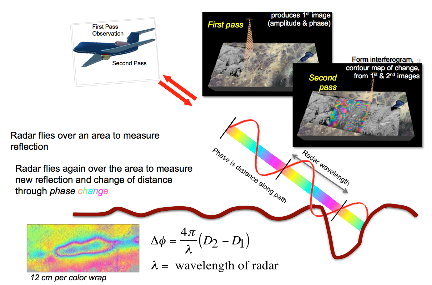 First Pass
Observation
Second Pass
First pass
produces 1st image
(amplitude & phase)
Form interferogram,
contour map of change,
from 1st & 2nd images
Second
pass
Radar flies over an area to measure
reflection
Radar flies again over the area to measure
new reflection and change of distance
through phase change
Phase is distance along path
Radar wavelength
Δϕ = 4π/λ (D₂ − D₁)
λ = wavelength of radar
12 cm per color wrap